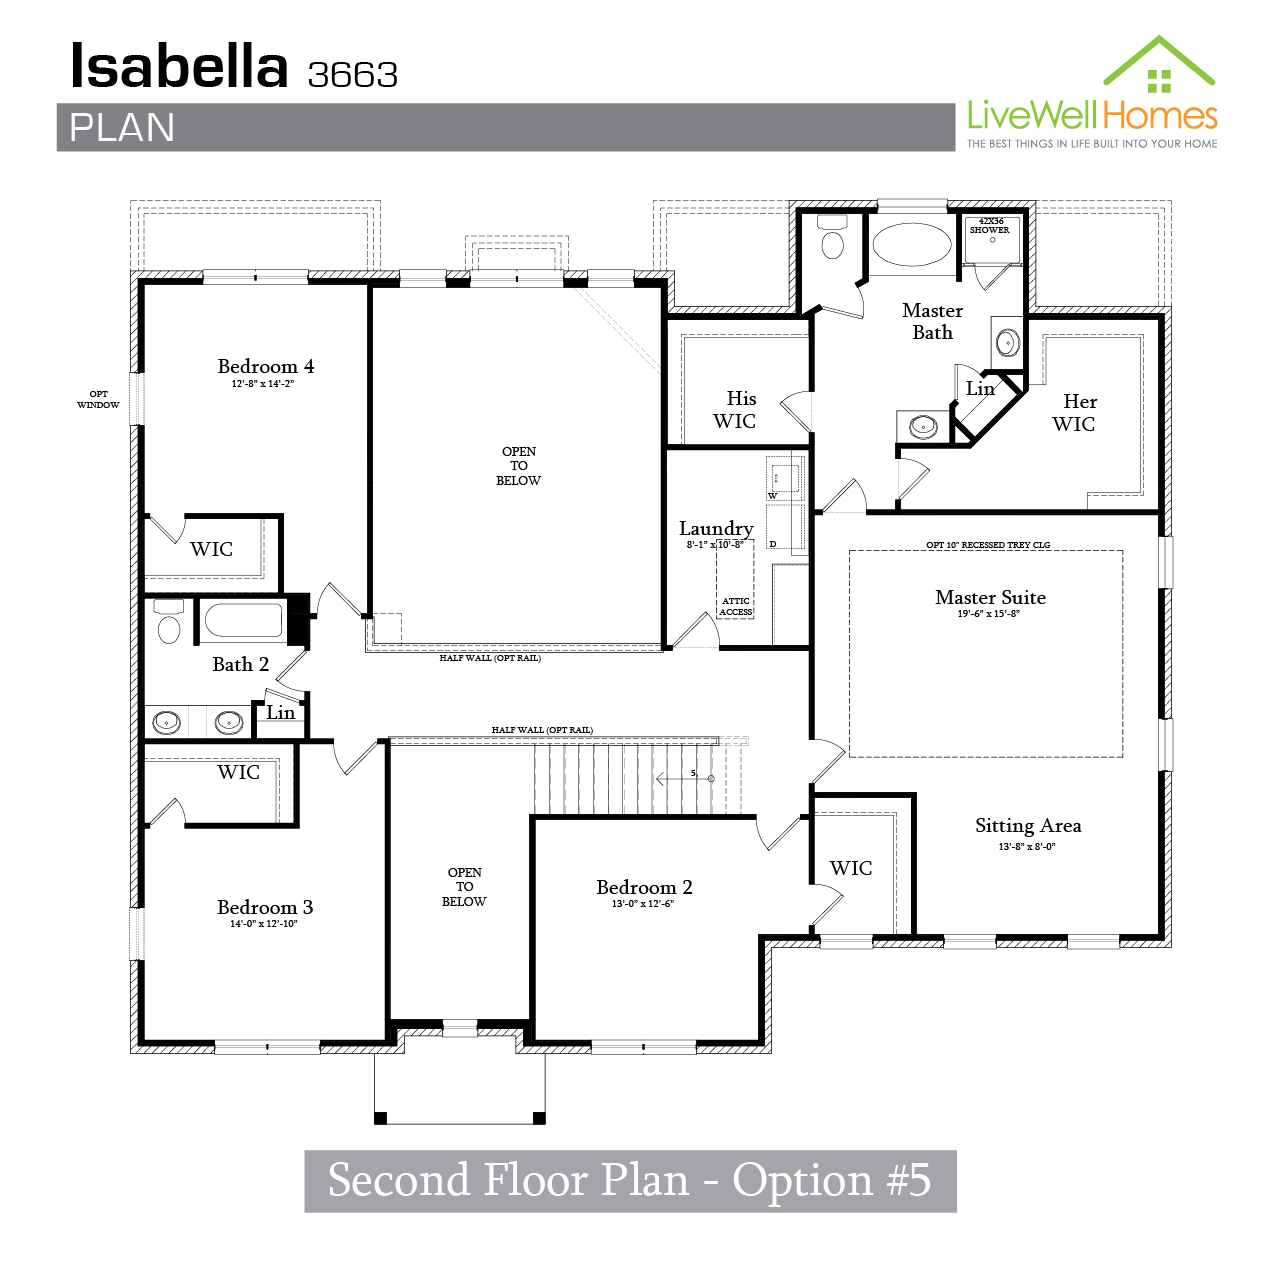 Isabella 3663
PLAN
LiveWell Homes
THE BEST THINGS IN LIFE BUILT INTO YOUR HOME
42X36
SHOWER
Master
Bath
Bedroom 4
12'-8" x 14'-2"
OPT
WINDOW
His
WIC
Lin
Her
WIC
OPEN
TO
BELOW
W
Laundry
8'-1" x 10'-8"
D
WIC
OPT 10" RECESSED TREY CLG
ATTIC
ACCESS
Master Suite
19'-6" x 15'-8"
Bath 2
HALF WALL (OPT RAIL)
Lin
HALF WALL (OPT RAIL)
WIC
5
Sitting Area
13'-8" x 8'-0"
WIC
OPEN
TO
BELOW
Bedroom 2
13'-0" x 12'-6"
Bedroom 3
14'-0" x 12'-10"
Second Floor Plan - Option #5